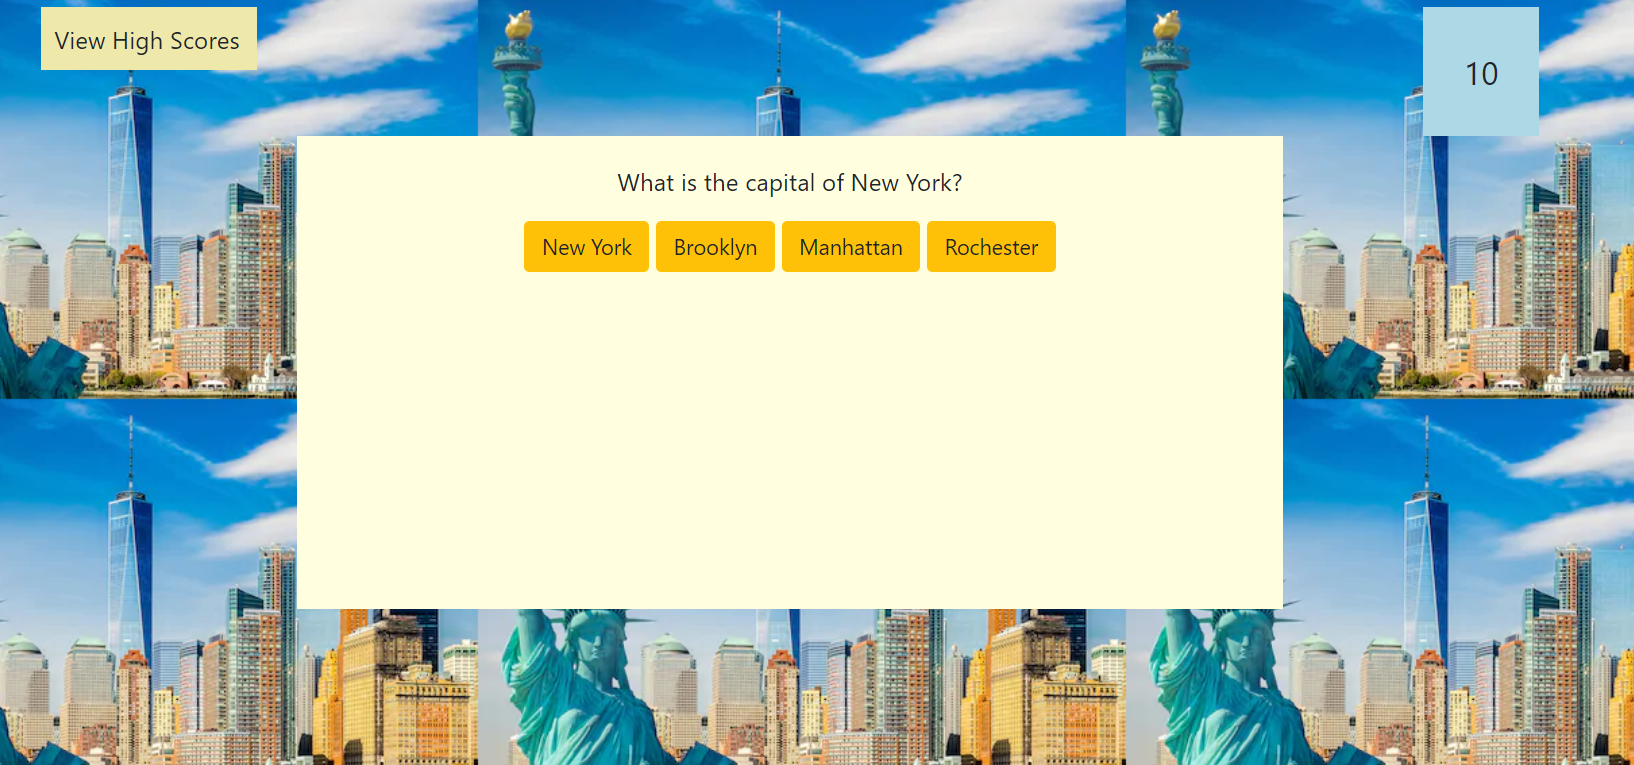 View High Scores
10
What is the capital of New York?
New York
Brooklyn
Manhattan
Rochester